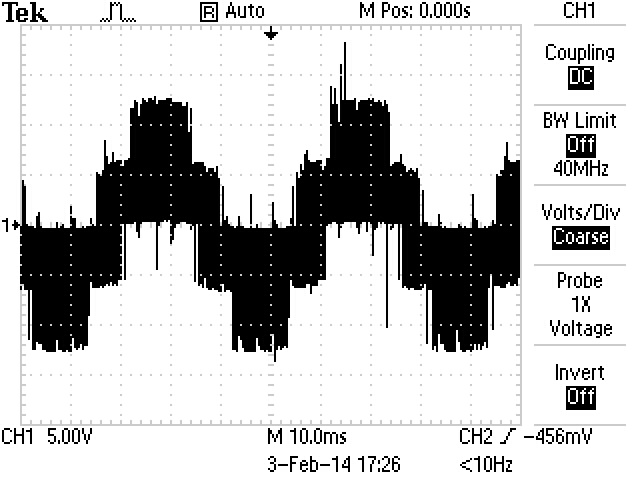 Tek R Auto M Pos: 0.000s CH1
Coupling
DC
BW Limit
Off
40MHz
Volts/Div
Coarse
Probe
1X
Voltage
Invert
Off
1
CH1 5.00V M 10.0ms CH2 -456mV
3-Feb-14 17:26 <10Hz